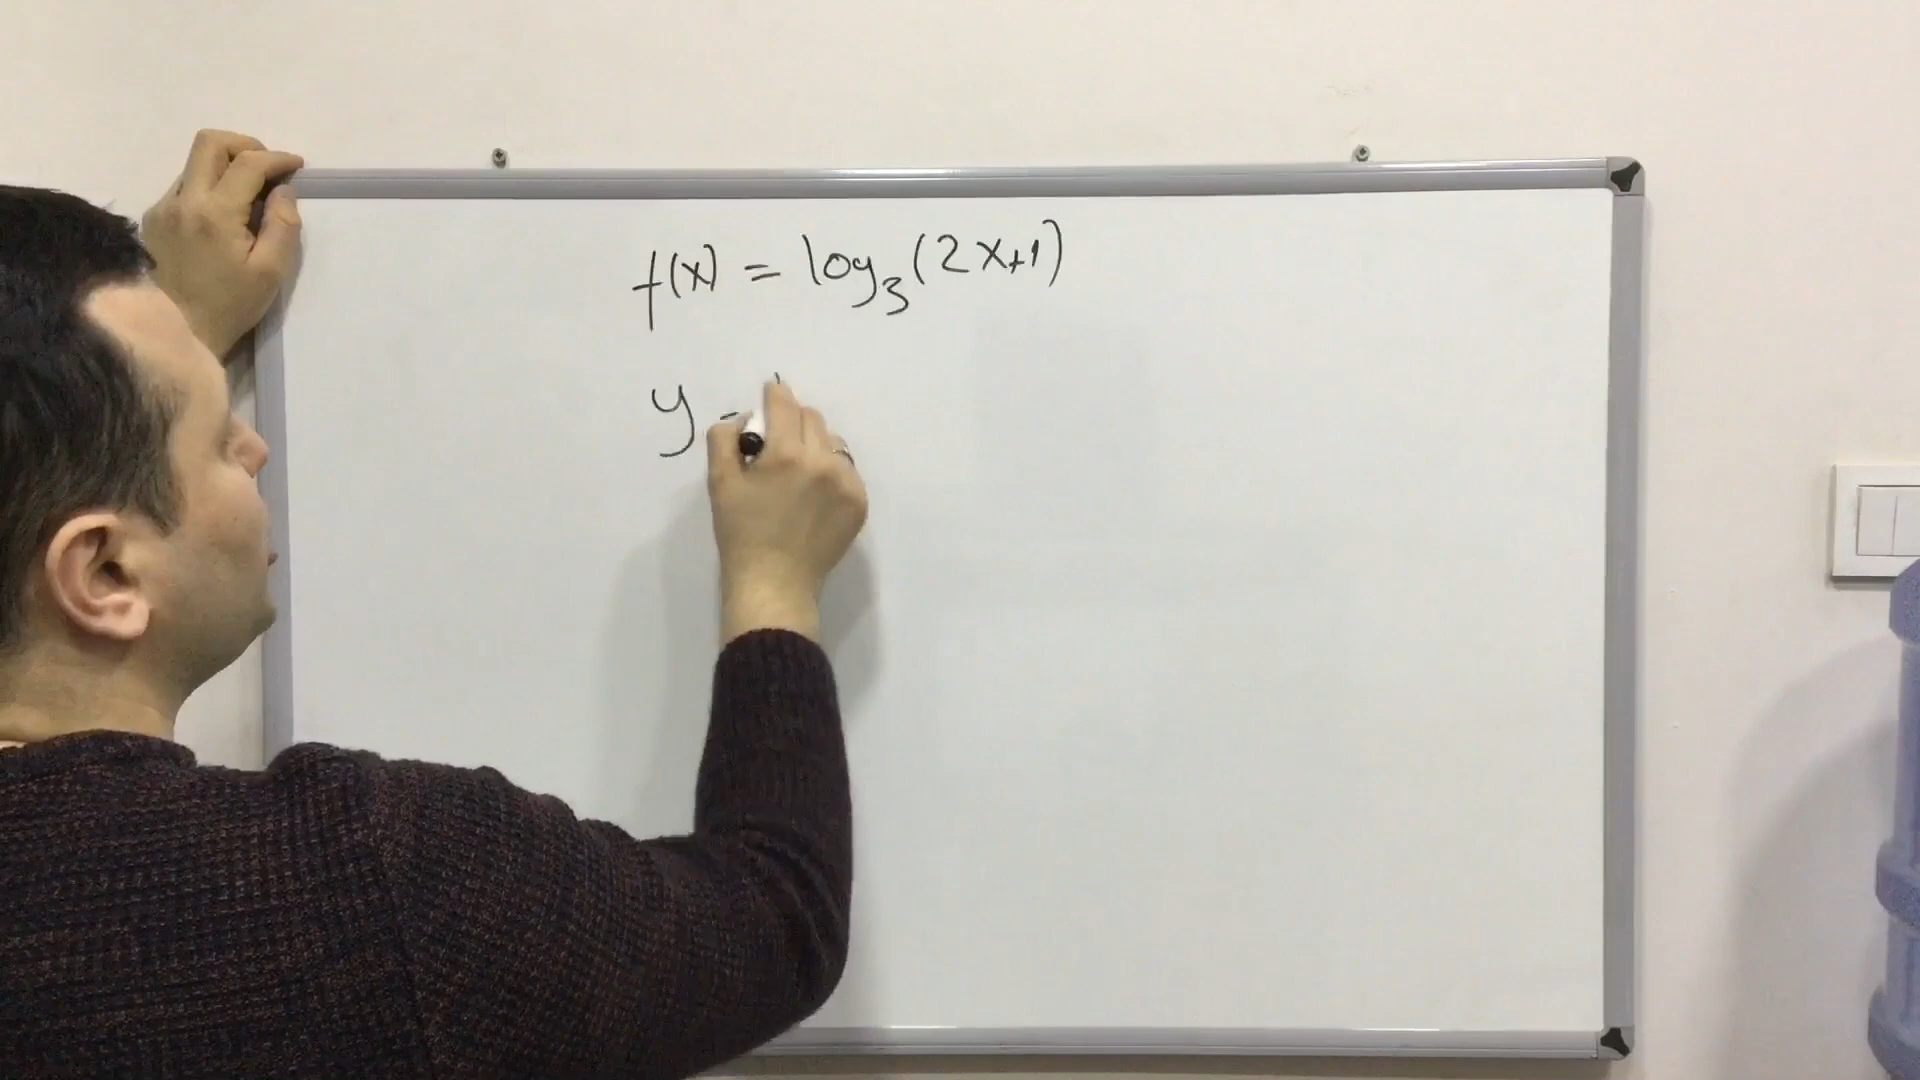 f(x) = log₃(2x+1)
y =